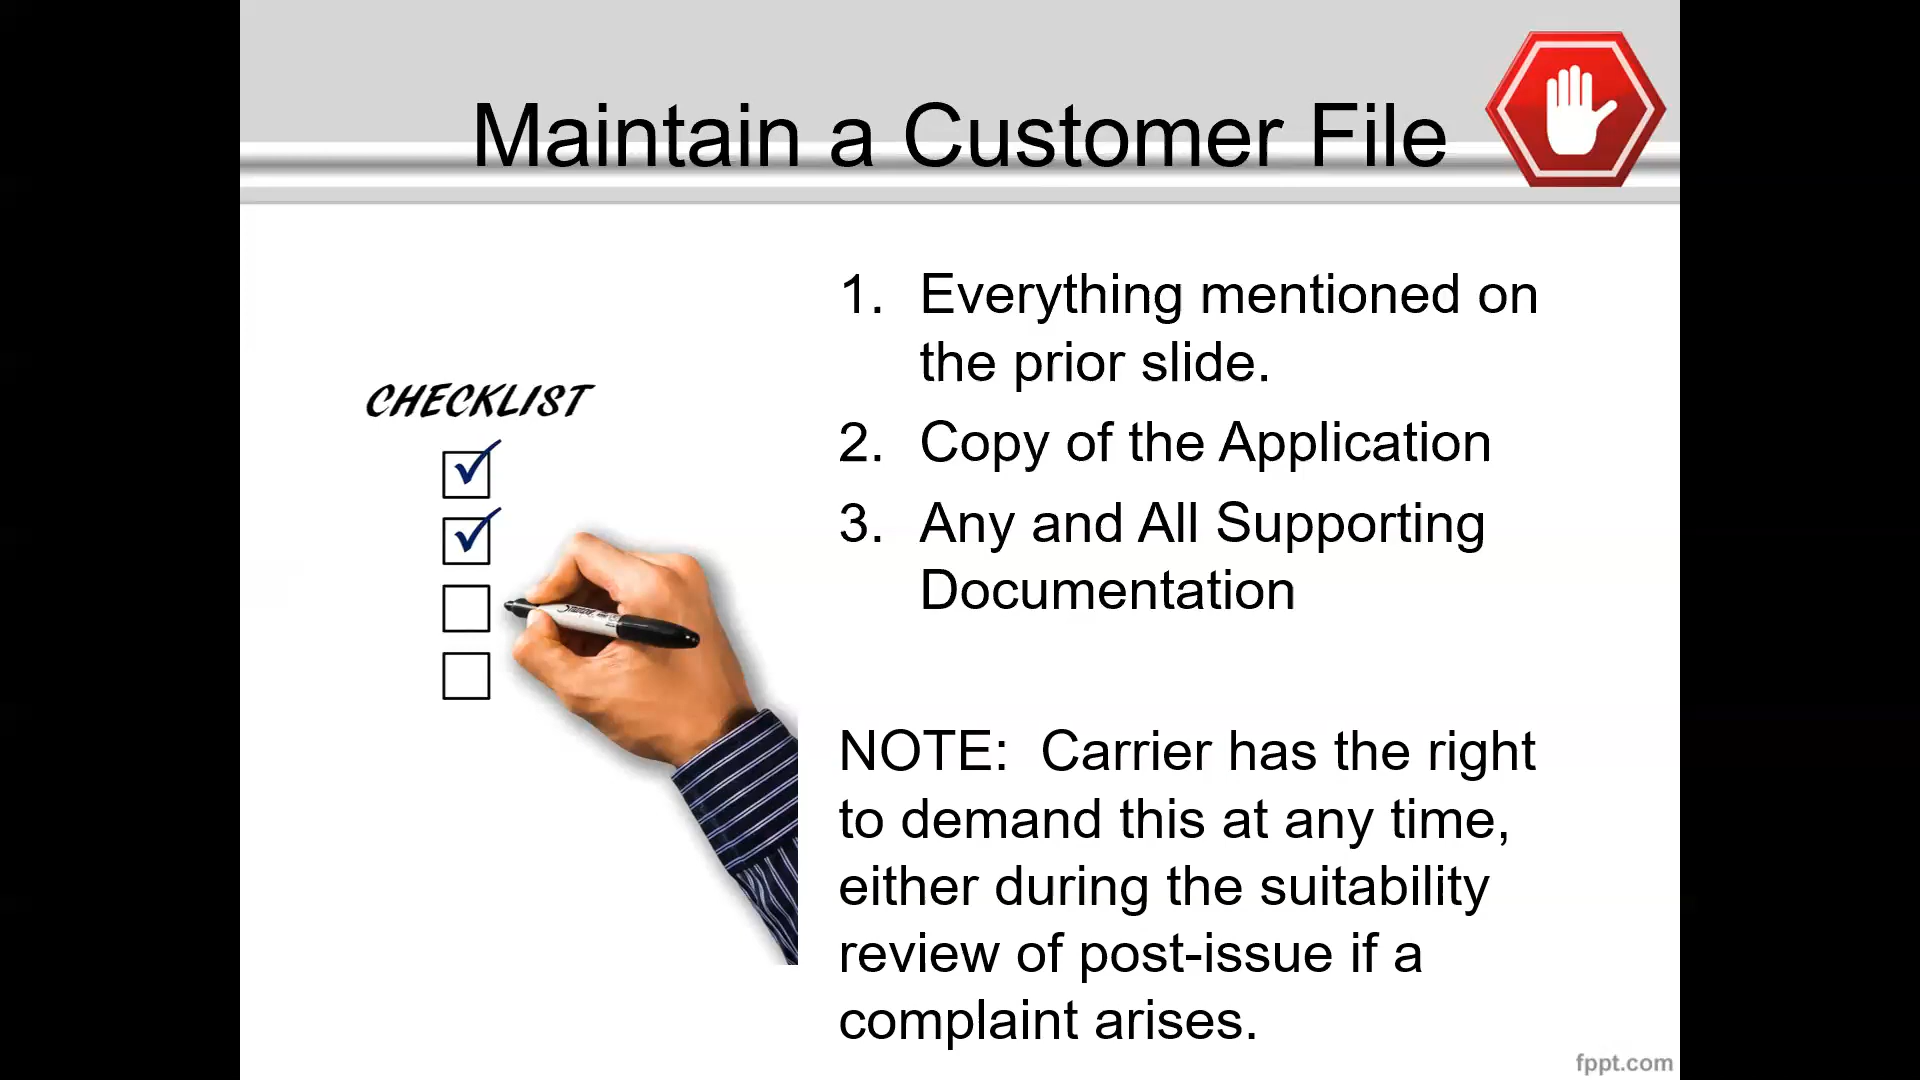 Maintain a Customer File
CHECKLIST
1. Everything mentioned on
the prior slide.
2. Copy of the Application
3. Any and All Supporting
Documentation
NOTE:  Carrier has the right
to demand this at any time,
either during the suitability
review of post-issue if a
complaint arises.
fppt.com